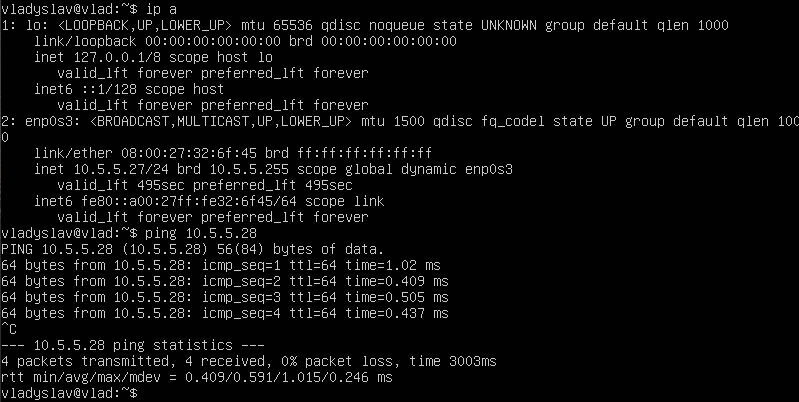 vladyslav@vlad:~$ ip a
1: lo: <LOOPBACK,UP,LOWER_UP> mtu 65536 qdisc noqueue state UNKNOWN group default qlen 1000
    link/loopback 00:00:00:00:00:00 brd 00:00:00:00:00:00
    inet 127.0.0.1/8 scope host lo
       valid_lft forever preferred_lft forever
    inet6 ::1/128 scope host
       valid_lft forever preferred_lft forever
2: enp0s3: <BROADCAST,MULTICAST,UP,LOWER_UP> mtu 1500 qdisc fq_codel state UP group default qlen 100
0
    link/ether 08:00:27:32:6f:45 brd ff:ff:ff:ff:ff:ff
    inet 10.5.5.27/24 brd 10.5.5.255 scope global dynamic enp0s3
       valid_lft 495sec preferred_lft 495sec
    inet6 fe80::a00:27ff:fe32:6f45/64 scope link
       valid_lft forever preferred_lft forever
vladyslav@vlad:~$ ping 10.5.5.28
PING 10.5.5.28 (10.5.5.28) 56(84) bytes of data.
64 bytes from 10.5.5.28: icmp_seq=1 ttl=64 time=1.02 ms
64 bytes from 10.5.5.28: icmp_seq=2 ttl=64 time=0.409 ms
64 bytes from 10.5.5.28: icmp_seq=3 ttl=64 time=0.505 ms
64 bytes from 10.5.5.28: icmp_seq=4 ttl=64 time=0.437 ms
^C
--- 10.5.5.28 ping statistics ---
4 packets transmitted, 4 received, 0% packet loss, time 3003ms
rtt min/avg/max/mdev = 0.409/0.591/1.015/0.246 ms
vladyslav@vlad:~$